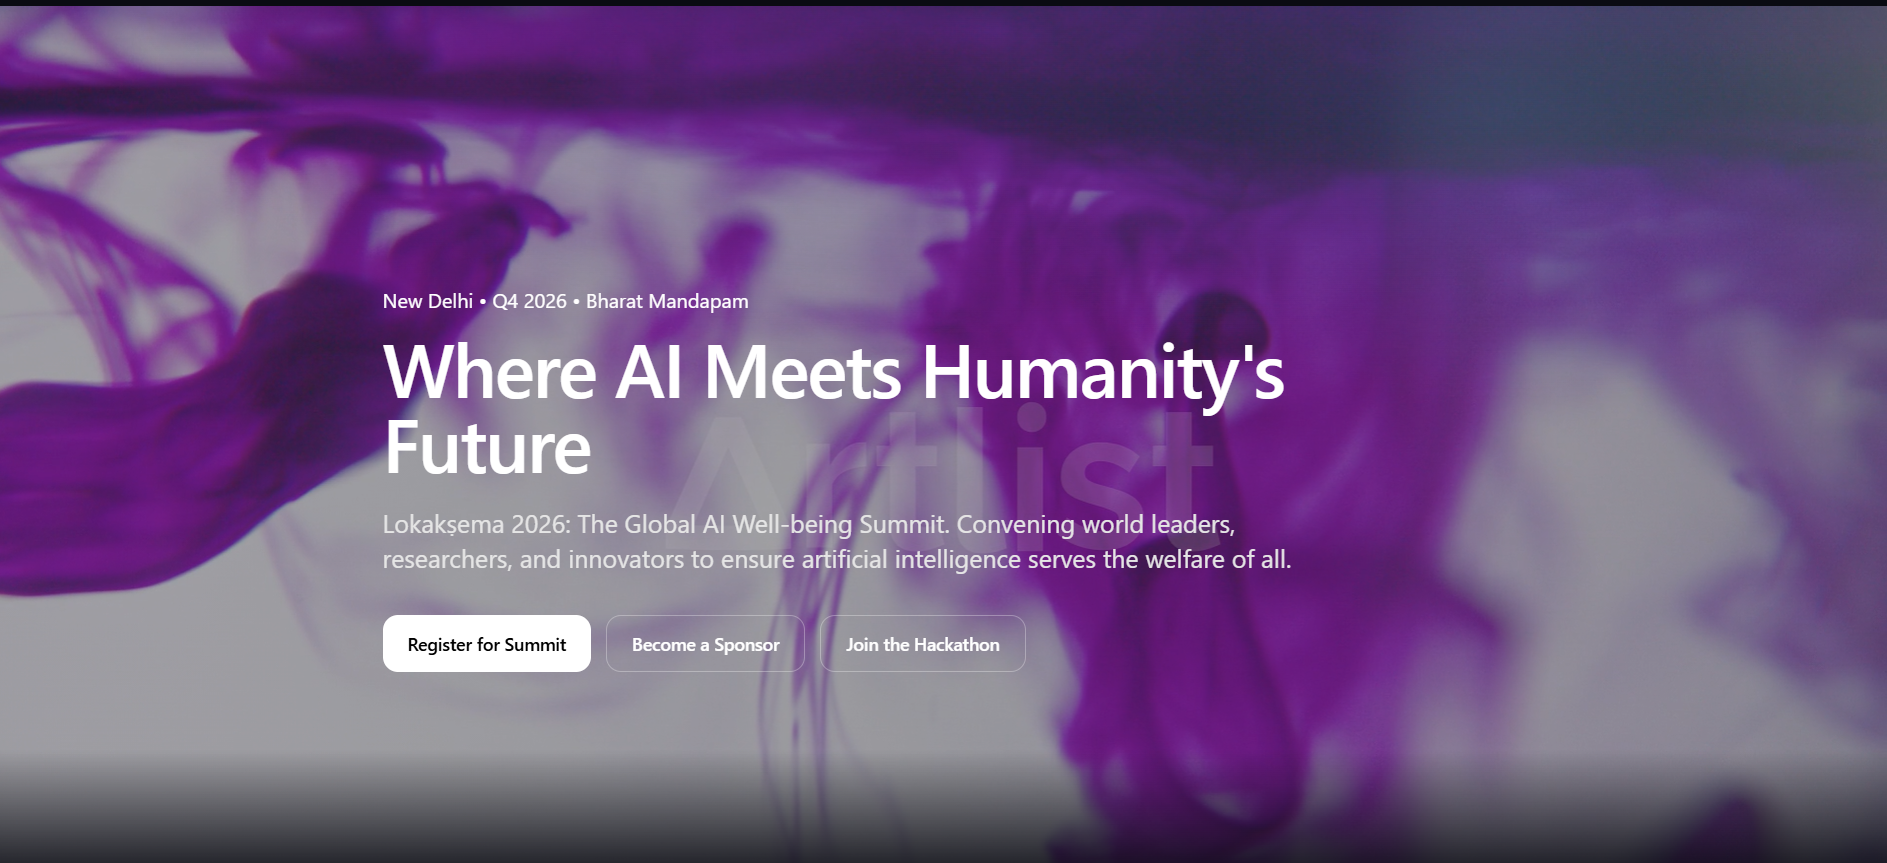 New Delhi • Q4 2026 • Bharat Mandapam
Where AI Meets Humanity's
Future
Artlist
Lokakṣema 2026: The Global AI Well-being Summit. Convening world leaders,
researchers, and innovators to ensure artificial intelligence serves the welfare of all.
Register for Summit
Become a Sponsor
Join the Hackathon